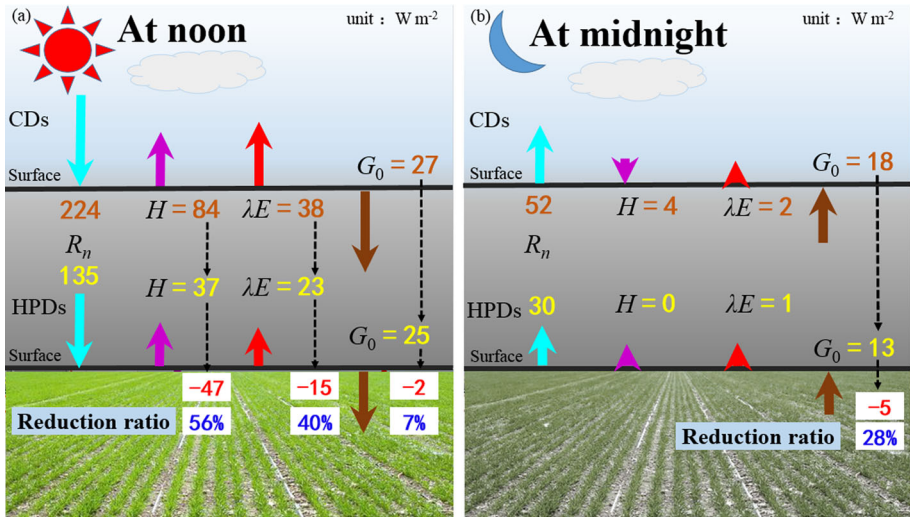 (a)
At noon
unit : W m-2
CDs
Surface
G0 = 27
224
H = 84
λE = 38
Rn
135
H = 37
λE = 23
HPDs
G0 = 25
Surface
−47
−15
−2
Reduction ratio
56%
40%
7%
(b)
At midnight
unit : W m-2
CDs
Surface
G0 = 18
52
H = 4
λE = 2
Rn
30
H = 0
λE = 1
HPDs
G0 = 13
Surface
−5
Reduction ratio
28%